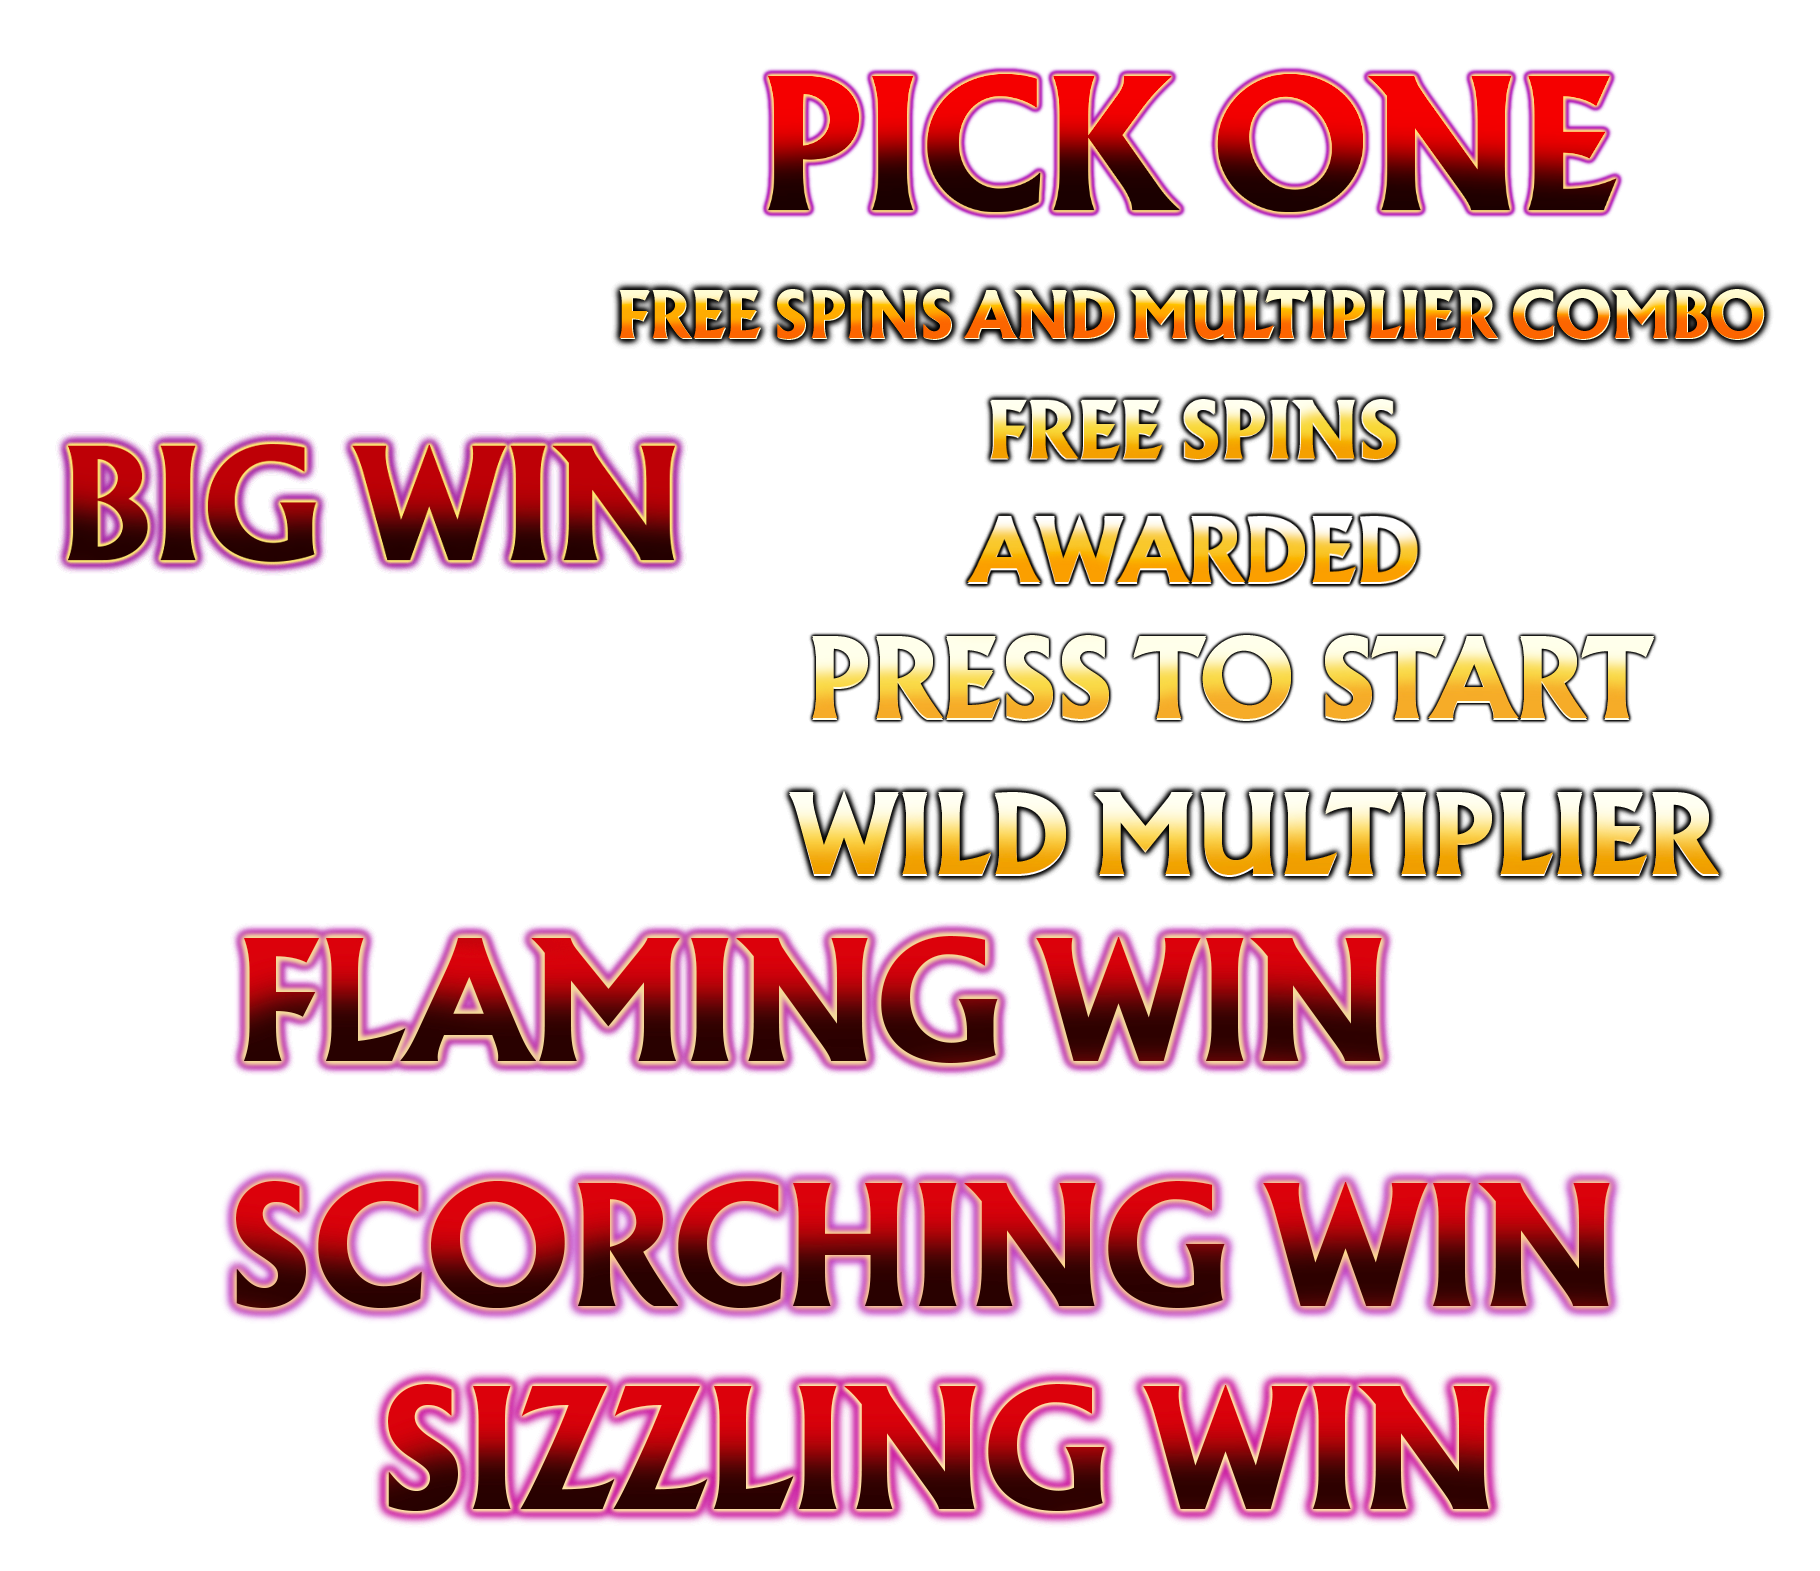 PICK ONE
FREE SPINS AND MULTIPLIER COMBO
FREE SPINS
BIG WIN
AWARDED
PRESS TO START
WILD MULTIPLIER
FLAMING WIN
SCORCHING WIN
SIZZLING WIN